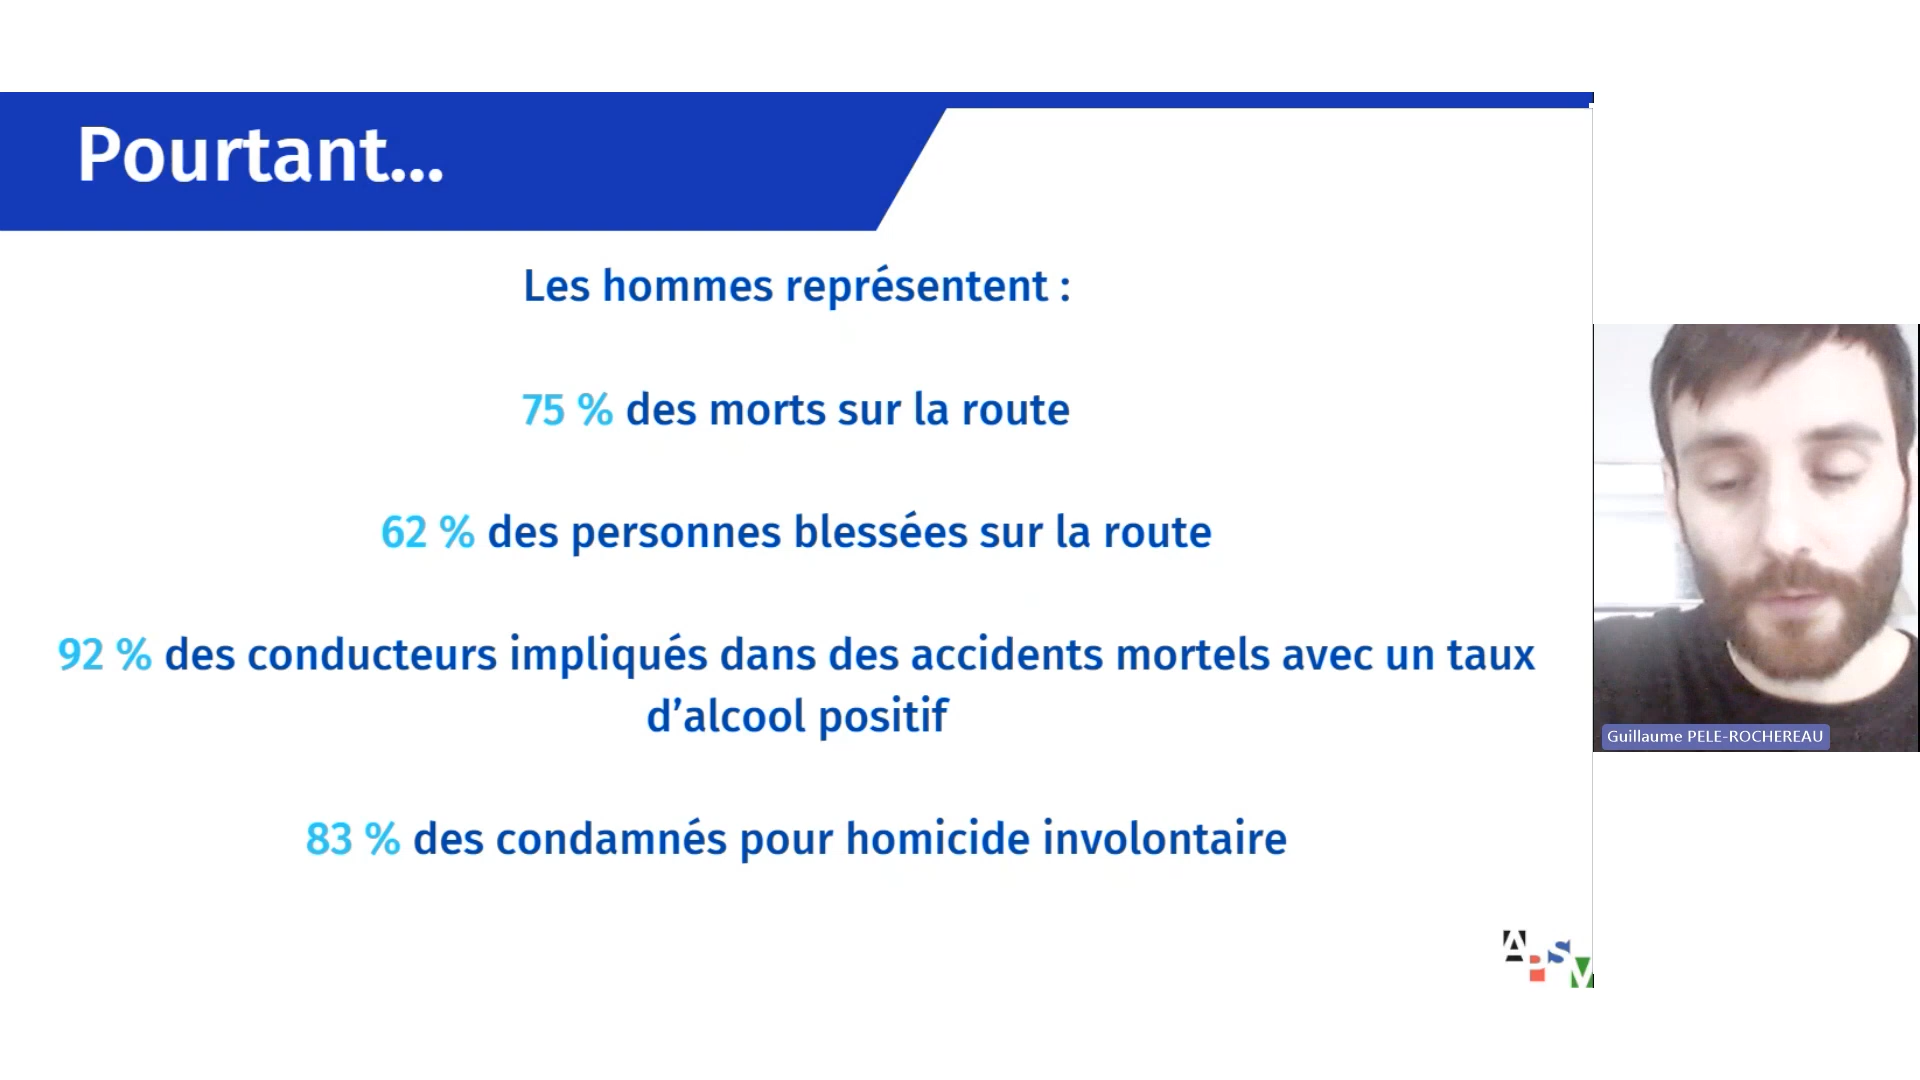 Pourtant...
Les hommes représentent :
75 % des morts sur la route
62 % des personnes blessées sur la route
92 % des conducteurs impliqués dans des accidents mortels avec un taux
d’alcool positif
83 % des condamnés pour homicide involontaire
Guillaume PELE-ROCHEREAU